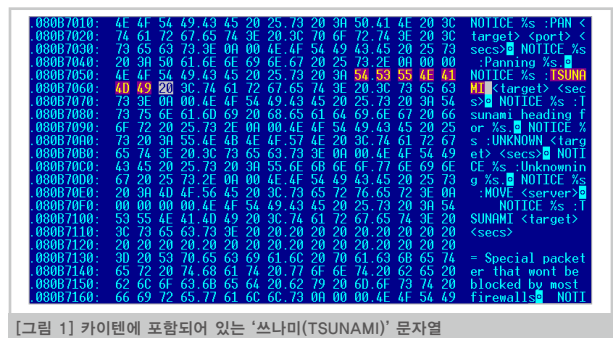 .080B7010: 4E 4F 54 49.43 49 20 25.73 20 3A 50.41 4E 20 3C NOTICE %s :PAN <
.080B7020: 74 61 72 67.65 74 3E 20.3C 70 6F 72.74 3E 20 3C target> <port> <
.080B7030: 73 65 63 73.3E 0A 00 4E.4F 54 49 43.45 20 25 73 secs>◘ NOTICE %s
.080B7040: 20 3A 50 61.6E 6E 69 6E.67 20 25 73.2E 0A 00 00 :Panning %s.◘
.080B7050: 4E 4F 54 49.43 45 20 25.73 20 3A 54 53 55 4E 41 NOTICE %s :TSUNA
.080B7060: 4D 49 20 3C.74 61 72 67.65 74 3E 20.3C 73 65 63 MI <target> <sec
.080B7070: 73 3E 0A 00.4E 4F 54 49.43 45 20 25.73 20 3A 54 s>◘ NOTICE %s :T
.080B7080: 73 75 6E 61.6D 69 20 68.65 61 64 69.6E 67 20 66 sunami heading f
.080B7090: 6F 72 20 25.73 2E 0A 00.4E 4F 54 49.43 45 20 25 or %s.◘ NOTICE %
.080B70A0: 73 20 3A 55.4E 4B 4E 4F.57 4E 20 3C.74 61 72 67 s :UNKNOWN <targ
.080B70B0: 65 74 3E 20.3C 73 65 63.73 3E 0A 00.4E 4F 54 49 et> <secs>◘ NOTI
.080B70C0: 43 45 20 25.73 20 3A 55.6E 6B 6E 6F.77 6E 69 6E CE %s :Unknownin
.080B70D0: 67 20 25 73.2E 0A 00 4E.4F 54 49 43.45 20 25 73 g %s.◘ NOTICE %s
.080B70E0: 20 3A 4D 4F.56 45 20 3C.73 65 72 76.65 72 3E 0A :MOVE <server>◘
.080B70F0: 00 00 00 00.4E 4F 54 49.43 45 20 25.73 20 3A 54 NOTICE %s :T
.080B7100: 53 55 4E 41.4D 49 20 3C.74 61 72 67.65 74 3E 20 SUNAMI <target>
.080B7110: 3C 73 65 63.73 3E 20 20.20 20 20 20.20 20 20 20 <secs>
.080B7120: 20 20 20 20.20 20 20 20.20 20 20 20.20 20 20 20
.080B7130: 3D 20 53 70.65 63 69 61.6C 20 70 61.63 6B 65 74 = Special packet
.080B7140: 65 72 20 74.68 61 74 20.77 6F 6E 74.20 62 65 20 er that wont be
.080B7150: 62 6C 6F 63.6B 65 64 20.62 79 20 6D.6F 73 74 20 blocked by most
.080B7160: 66 69 72 65.77 61 6C 6C.73 0A 00 00.4E 4F 54 49 firewalls◘ NOTI
[그림 1] 카이텐에 포함되어 있는 '쓰나미(TSUNAMI)' 문자열